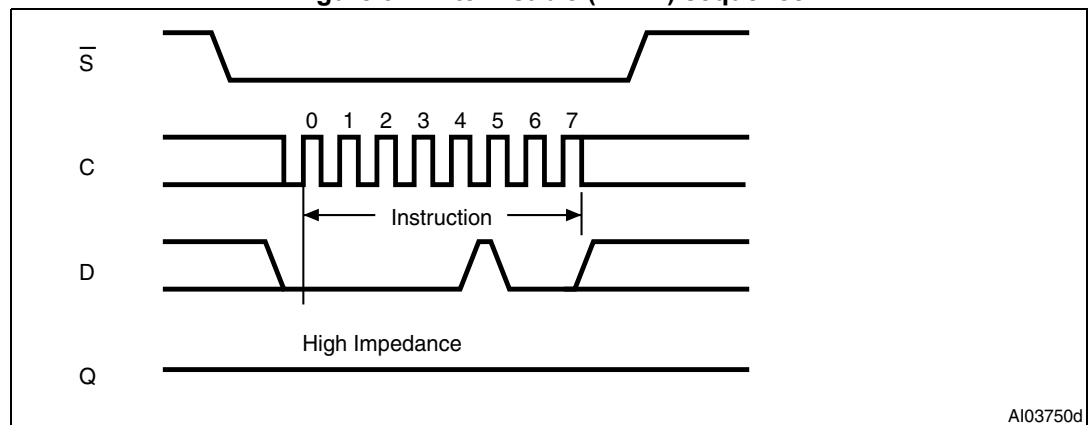 S̅
0 1 2 3 4 5 6 7
C
Instruction
D
High Impedance
Q
AI03750d